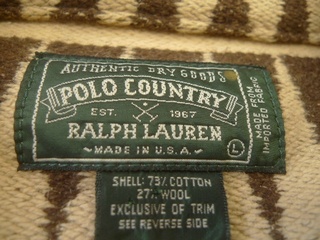 AUTHENTIC DRY GOODS
POLO COUNTRY
EST. 1967
RALPH LAUREN
~MADE IN U.S.A.~
L
MADE FROM
IMPORTED FABRIC
SHELL: 73% COTTON
27% WOOL
EXCLUSIVE OF TRIM
SEE REVERSE SIDE